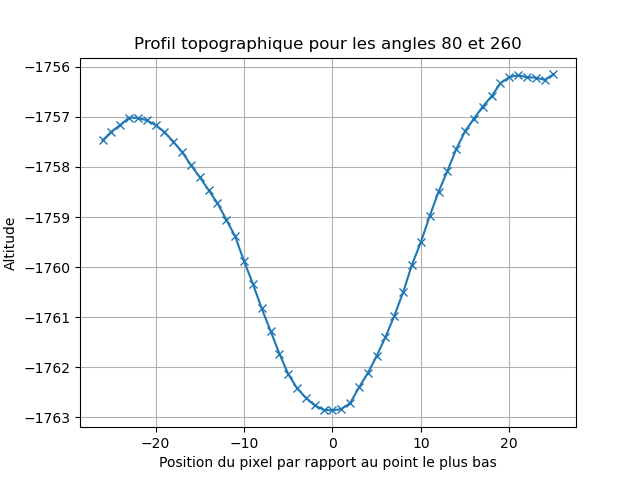 Profil topographique pour les angles 80 et 260
−1756
−1757
−1758
−1759
−1760
−1761
−1762
−1763
Altitude
−20 −10 0 10 20
Position du pixel par rapport au point le plus bas